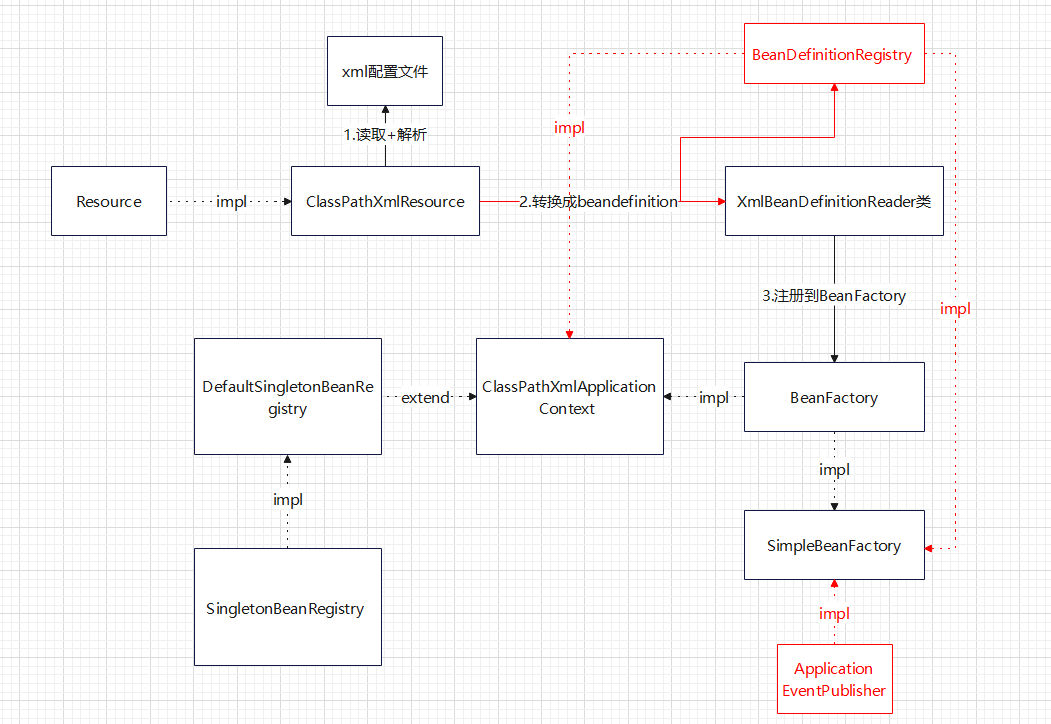 BeanDefinitionRegistry
xml配置文件
impl
1.读取+解析
Resource
impl
ClassPathXmlResource
2.转换成beandefinition
XmlBeanDefinitionReader类
3.注册到BeanFactory
impl
DefaultSingletonBeanRe
gistry
extend
ClassPathXmlApplication
Context
impl
BeanFactory
impl
impl
SimpleBeanFactory
SingletonBeanRegistry
impl
Application
EventPublisher